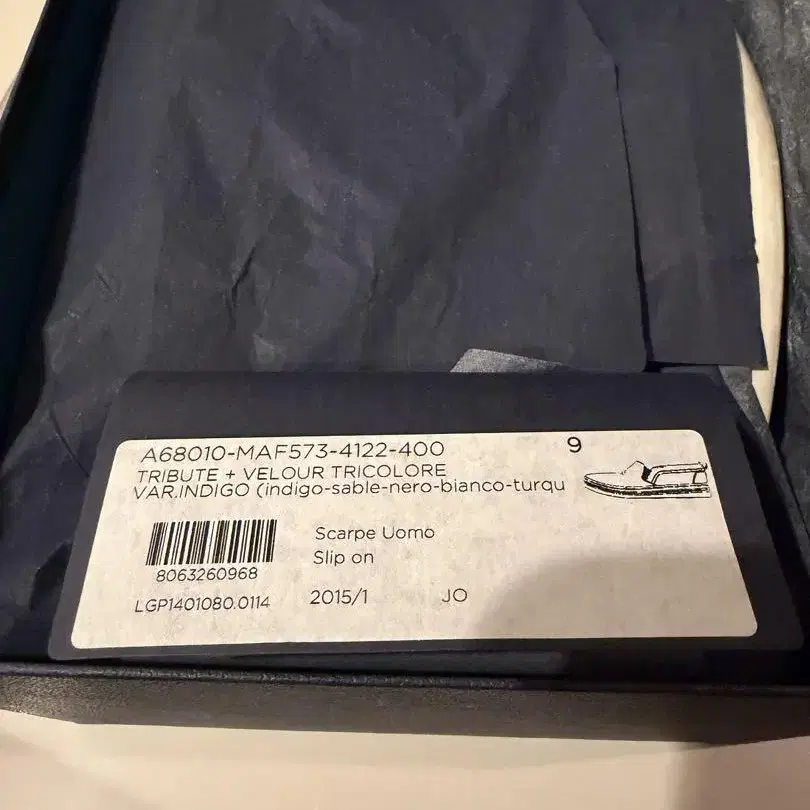 A68010-MAF573-4122-400 9
TRIBUTE + VELOUR TRICOLORE
VAR.INDIGO (indigo-sable-nero-bianco-turqu
Scarpe Uomo
Slip on
8063260968
LGP1401080.0114 2015/1 JO